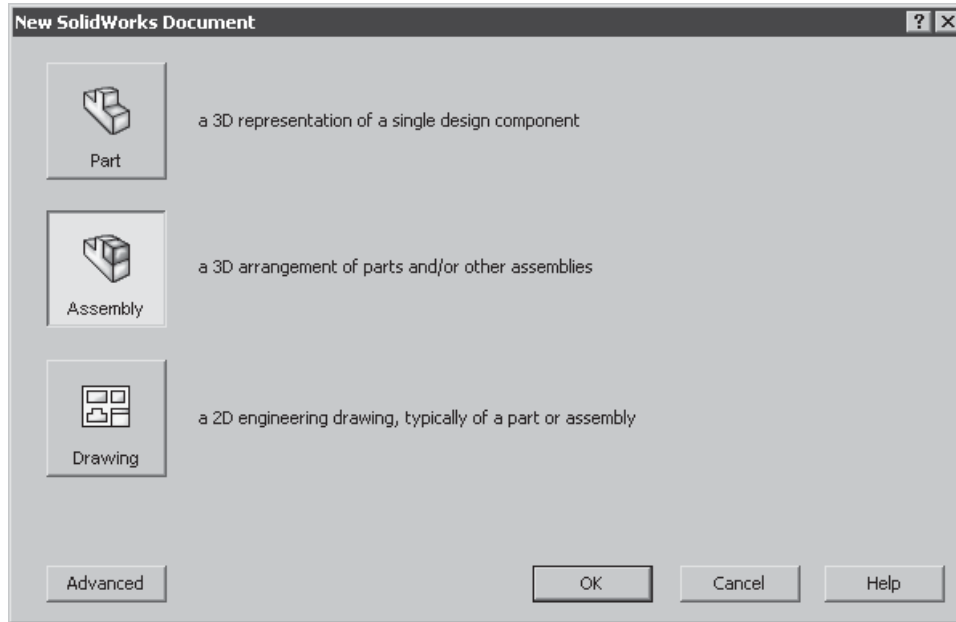 New SolidWorks Document
? X
Part
a 3D representation of a single design component
Assembly
a 3D arrangement of parts and/or other assemblies
Drawing
a 2D engineering drawing, typically of a part or assembly
Advanced
OK
Cancel
Help